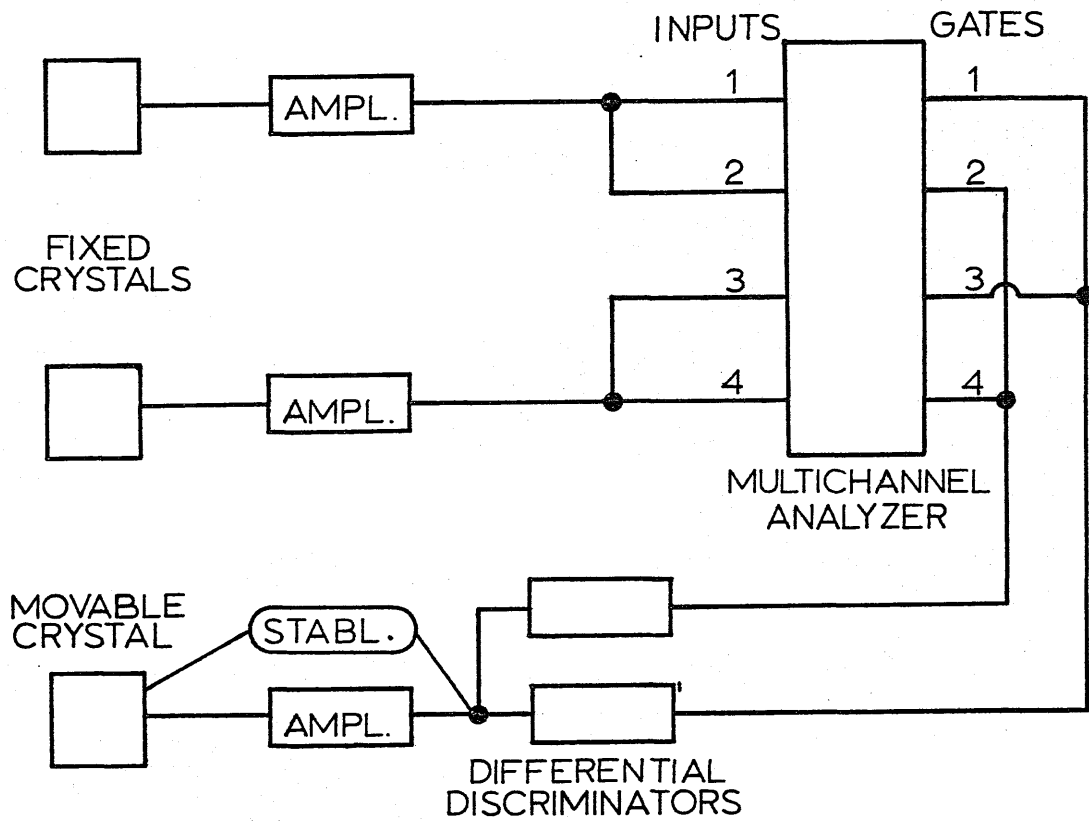 INPUTS
GATES
1
1
AMPL.
2
2
FIXED
CRYSTALS
3
3
4
4
AMPL.
MULTICHANNEL
ANALYZER
MOVABLE
CRYSTAL
STABL.
AMPL.
DIFFERENTIAL
DISCRIMINATORS